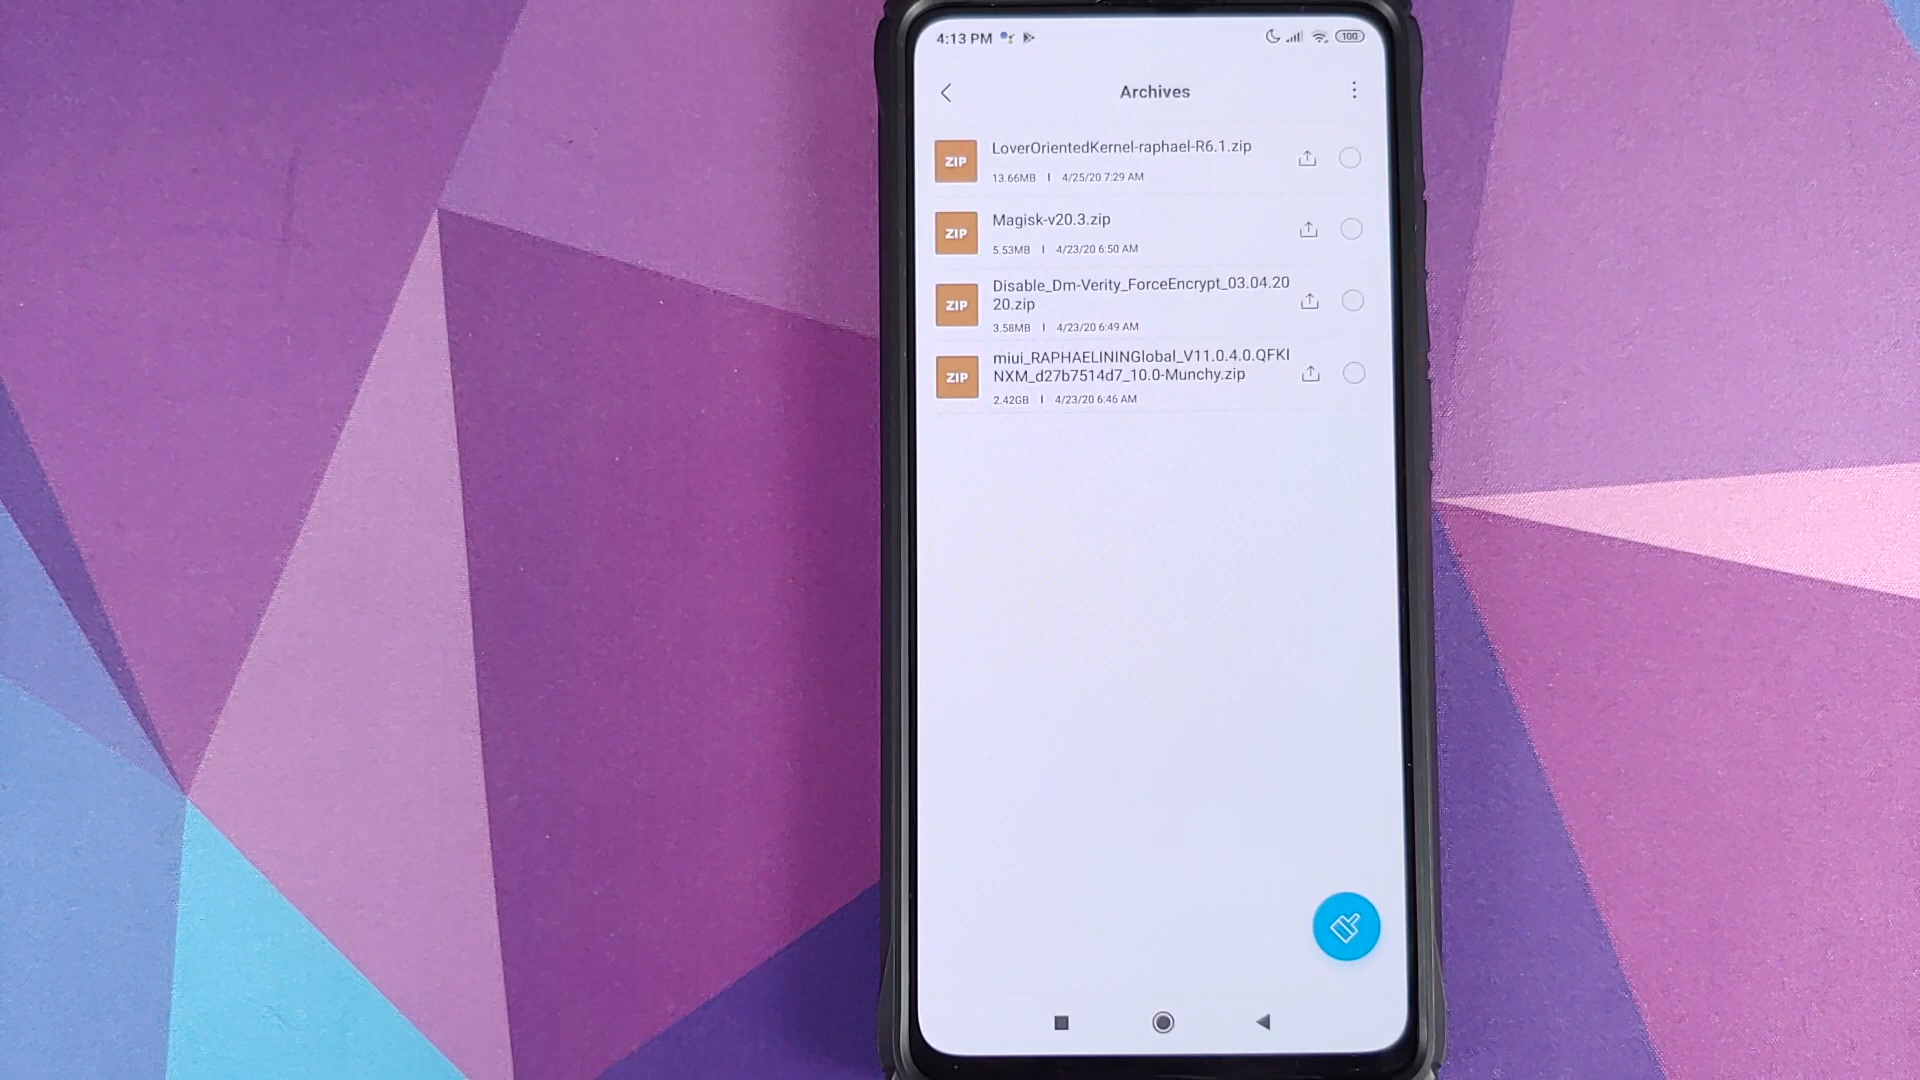 4:13 PM 100
Archives
ZIP LoverOrientedKernel-raphael-R6.1.zip
13.66MB | 4/25/20 7:29 AM
ZIP Magisk-v20.3.zip
5.53MB | 4/23/20 6:50 AM
ZIP Disable_Dm-Verity_ForceEncrypt_03.04.20
20.zip
3.58MB | 4/23/20 6:49 AM
ZIP miui_RAPHAELININGlobal_V11.0.4.0.QFKI
NXM_d27b7514d7_10.0-Munchy.zip
2.42GB | 4/23/20 6:46 AM